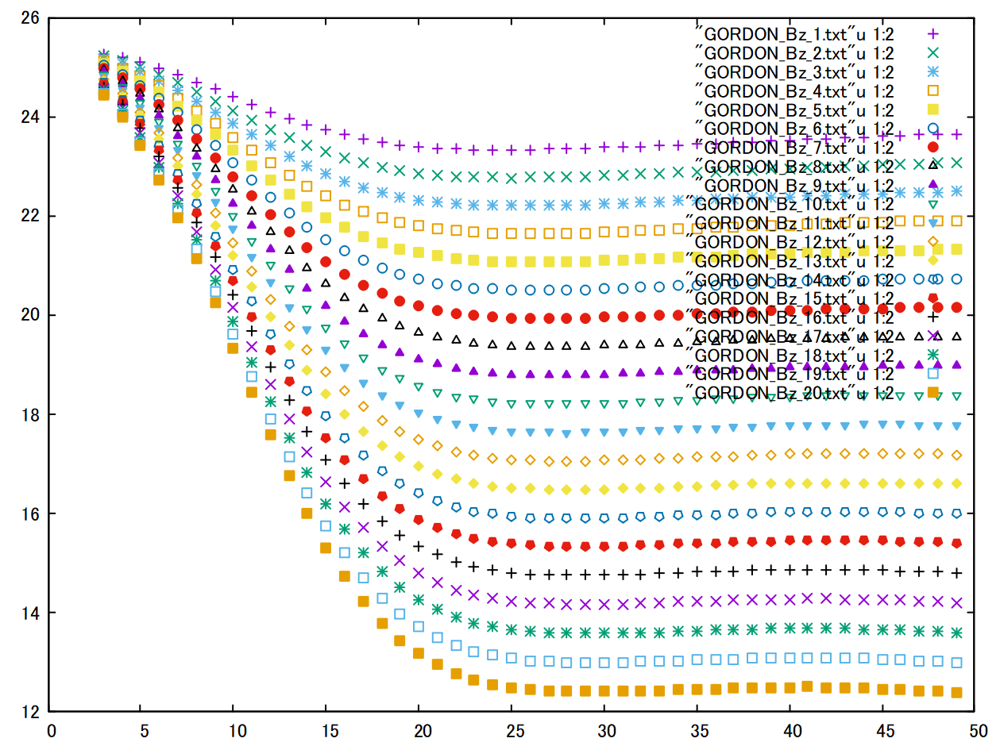 26
24
22
20
18
16
14
12
0 5 10 15 20 25 30 35 40 45 50
"GORDON_Bz_1.txt"u 1:2
"GORDON_Bz_2.txt"u 1:2
"GORDON_Bz_3.txt"u 1:2
"GORDON_Bz_4.txt"u 1:2
"GORDON_Bz_5.txt"u 1:2
"GORDON_Bz_6.txt"u 1:2
"GORDON_Bz_7.txt"u 1:2
"GORDON_Bz_8.txt"u 1:2
"GORDON_Bz_9.txt"u 1:2
"GORDON_Bz_10.txt"u 1:2
"GORDON_Bz_11.txt"u 1:2
"GORDON_Bz_12.txt"u 1:2
"GORDON_Bz_13.txt"u 1:2
"GORDON_Bz_14.txt"u 1:2
"GORDON_Bz_15.txt"u 1:2
"GORDON_Bz_16.txt"u 1:2
"GORDON_Bz_17.txt"u 1:2
"GORDON_Bz_18.txt"u 1:2
"GORDON_Bz_19.txt"u 1:2
"GORDON_Bz_20.txt"u 1:2